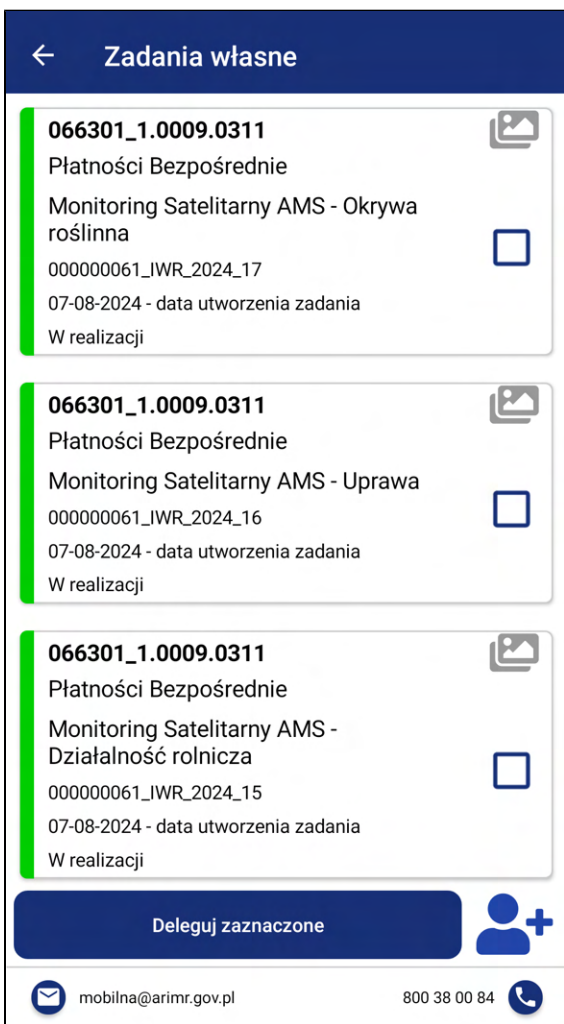 Zadania własne
066301_1.0009.0311
Płatności Bezpośrednie
Monitoring Satelitarny AMS - Okrywa
roślinna
000000061_IWR_2024_17
07-08-2024 - data utworzenia zadania
W realizacji
066301_1.0009.0311
Płatności Bezpośrednie
Monitoring Satelitarny AMS - Uprawa
000000061_IWR_2024_16
07-08-2024 - data utworzenia zadania
W realizacji
066301_1.0009.0311
Płatności Bezpośrednie
Monitoring Satelitarny AMS -
Działalność rolnicza
000000061_IWR_2024_15
07-08-2024 - data utworzenia zadania
W realizacji
Deleguj zaznaczone
mobilna@arimr.gov.pl 800 38 00 84